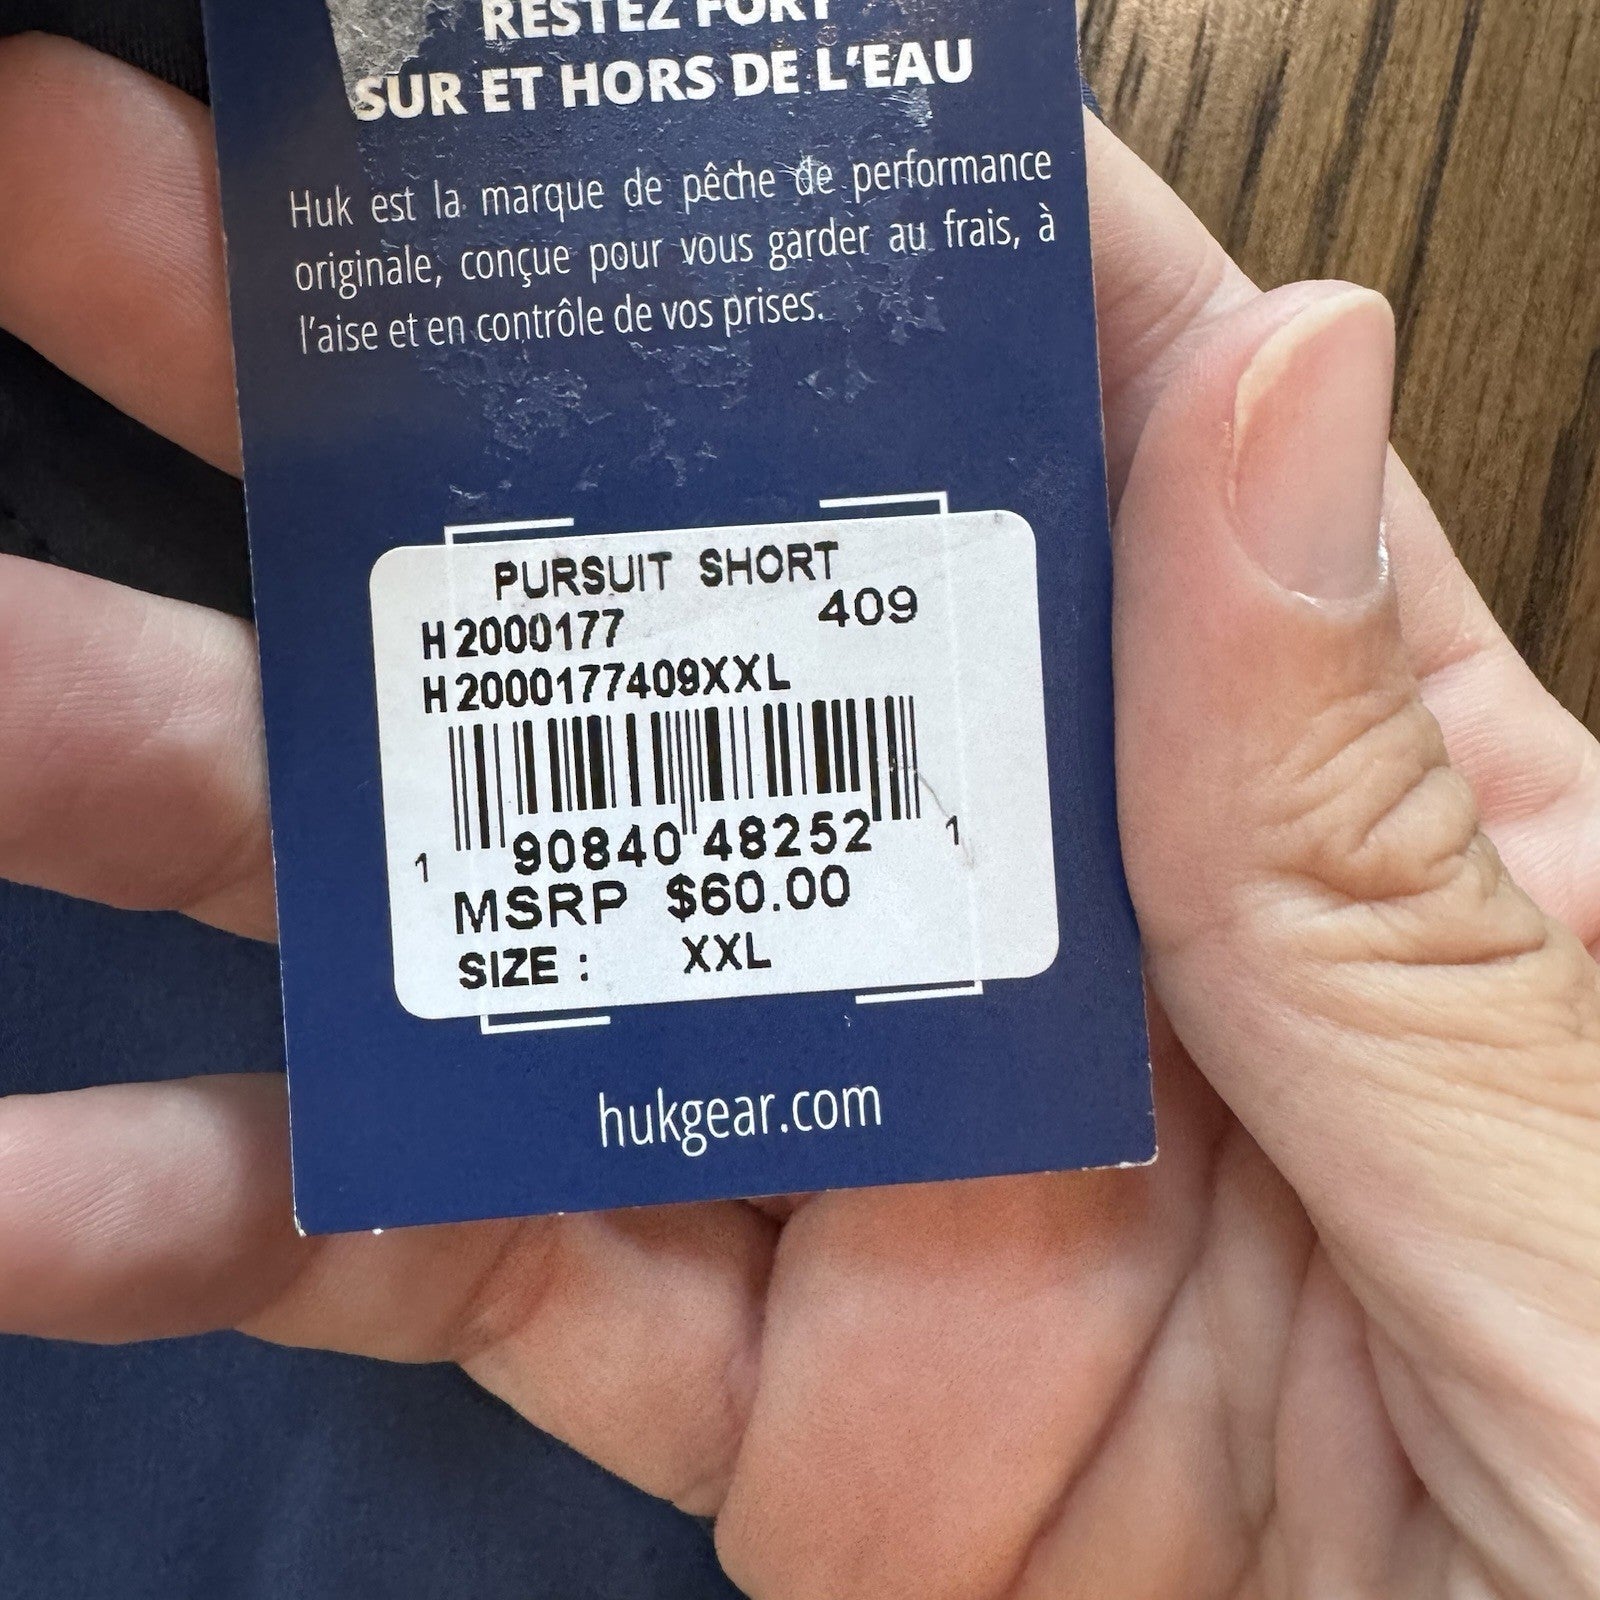 RESTEZ FORT
SUR ET HORS DE L'EAU
Huk est la marque de pêche de performance
originale, conçue pour vous garder au frais, à
l'aise et en contrôle de vos prises.
PURSUIT SHORT
H2000177 409
H2000177409XXL
1 90840 48252 1
MSRP $60.00
SIZE : XXL
hukgear.com